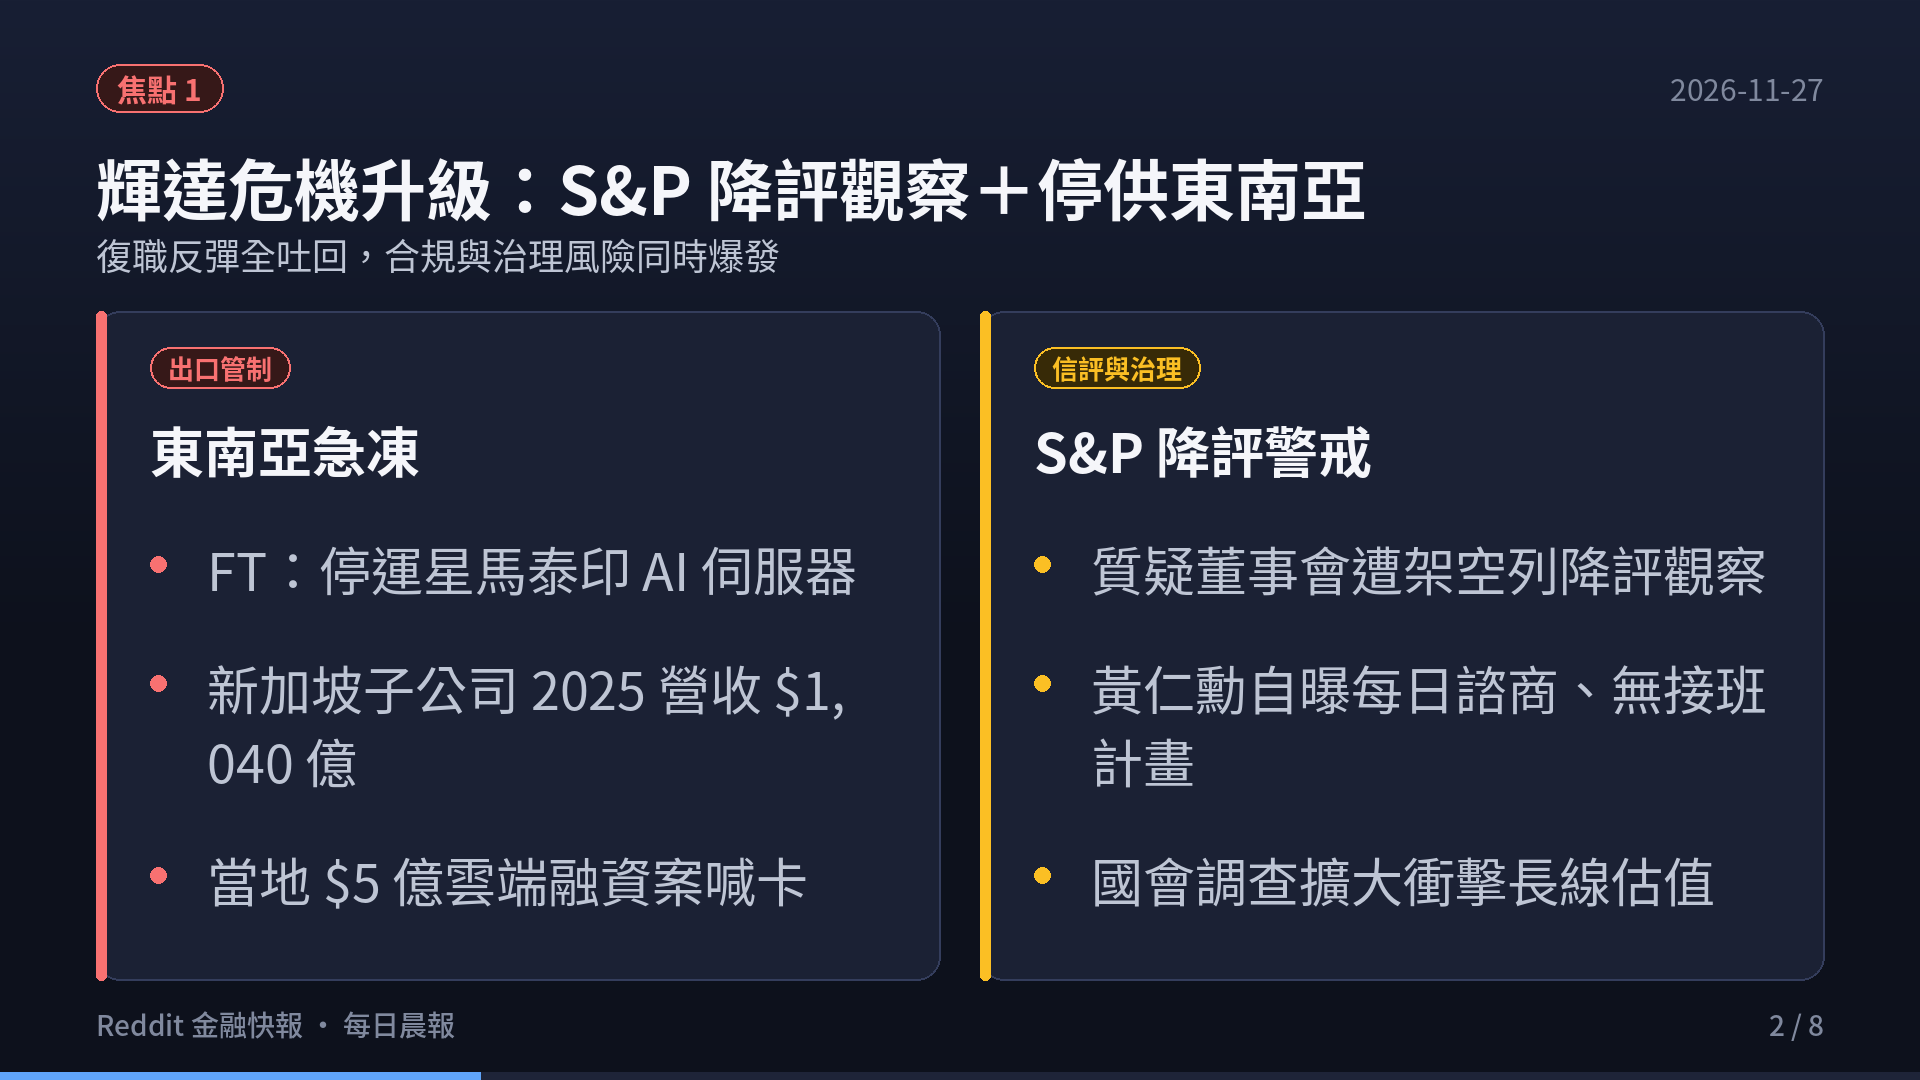 焦點 1
2026-11-27
輝達危機升級：S&P 降評觀察＋停供東南亞
復職反彈全吐回，合規與治理風險同時爆發
出口管制
東南亞急凍
FT：停運星馬泰印 AI 伺服器
新加坡子公司 2025 營收 $1,
040 億
當地 $5 億雲端融資案喊卡
信評與治理
S&P 降評警戒
質疑董事會遭架空列降評觀察
黃仁勳自曝每日諮商、無接班
計畫
國會調查擴大衝擊長線估值
Reddit 金融快報 • 每日晨報
2 / 8